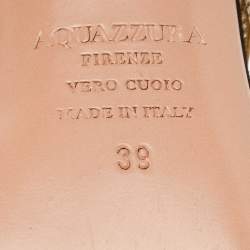 AQUAZZURA
FIRENZE
VERO CUOIO
MADE IN ITALY
39